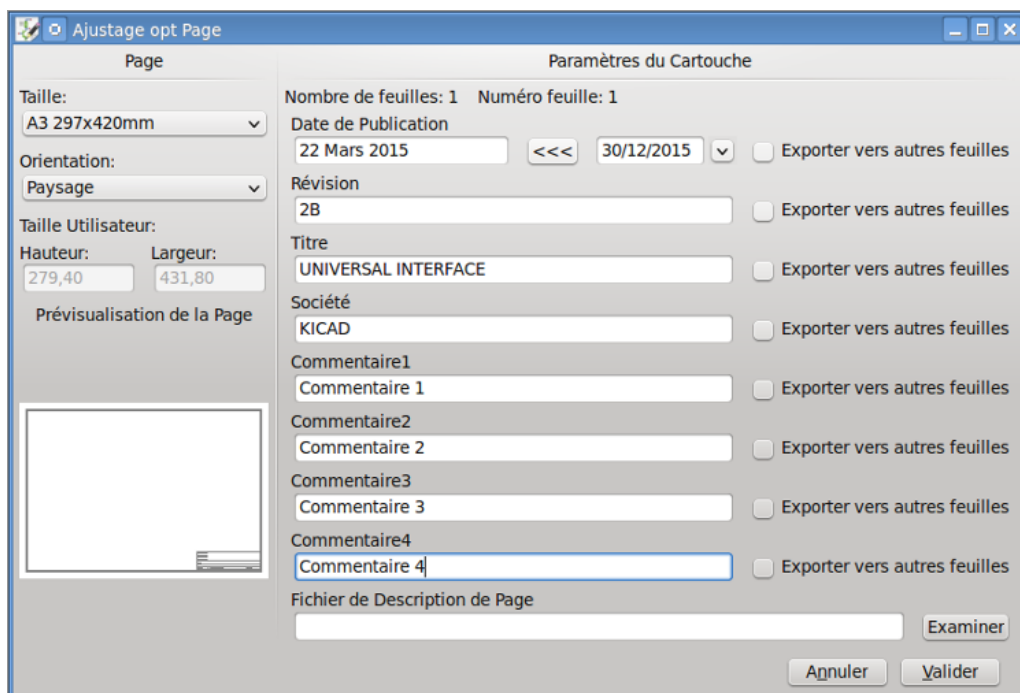 Ajustage opt Page
Page
Taille:
A3 297x420mm
Orientation:
Paysage
Taille Utilisateur:
Hauteur: Largeur:
279,40 431,80
Prévisualisation de la Page
Paramètres du Cartouche
Nombre de feuilles: 1 Numéro feuille: 1
Date de Publication
22 Mars 2015 <<< 30/12/2015 Exporter vers autres feuilles
Révision
2B Exporter vers autres feuilles
Titre
UNIVERSAL INTERFACE Exporter vers autres feuilles
Société
KICAD Exporter vers autres feuilles
Commentaire1
Commentaire 1 Exporter vers autres feuilles
Commentaire2
Commentaire 2 Exporter vers autres feuilles
Commentaire3
Commentaire 3 Exporter vers autres feuilles
Commentaire4
Commentaire 4 Exporter vers autres feuilles
Fichier de Description de Page
Examiner
Annuler Valider